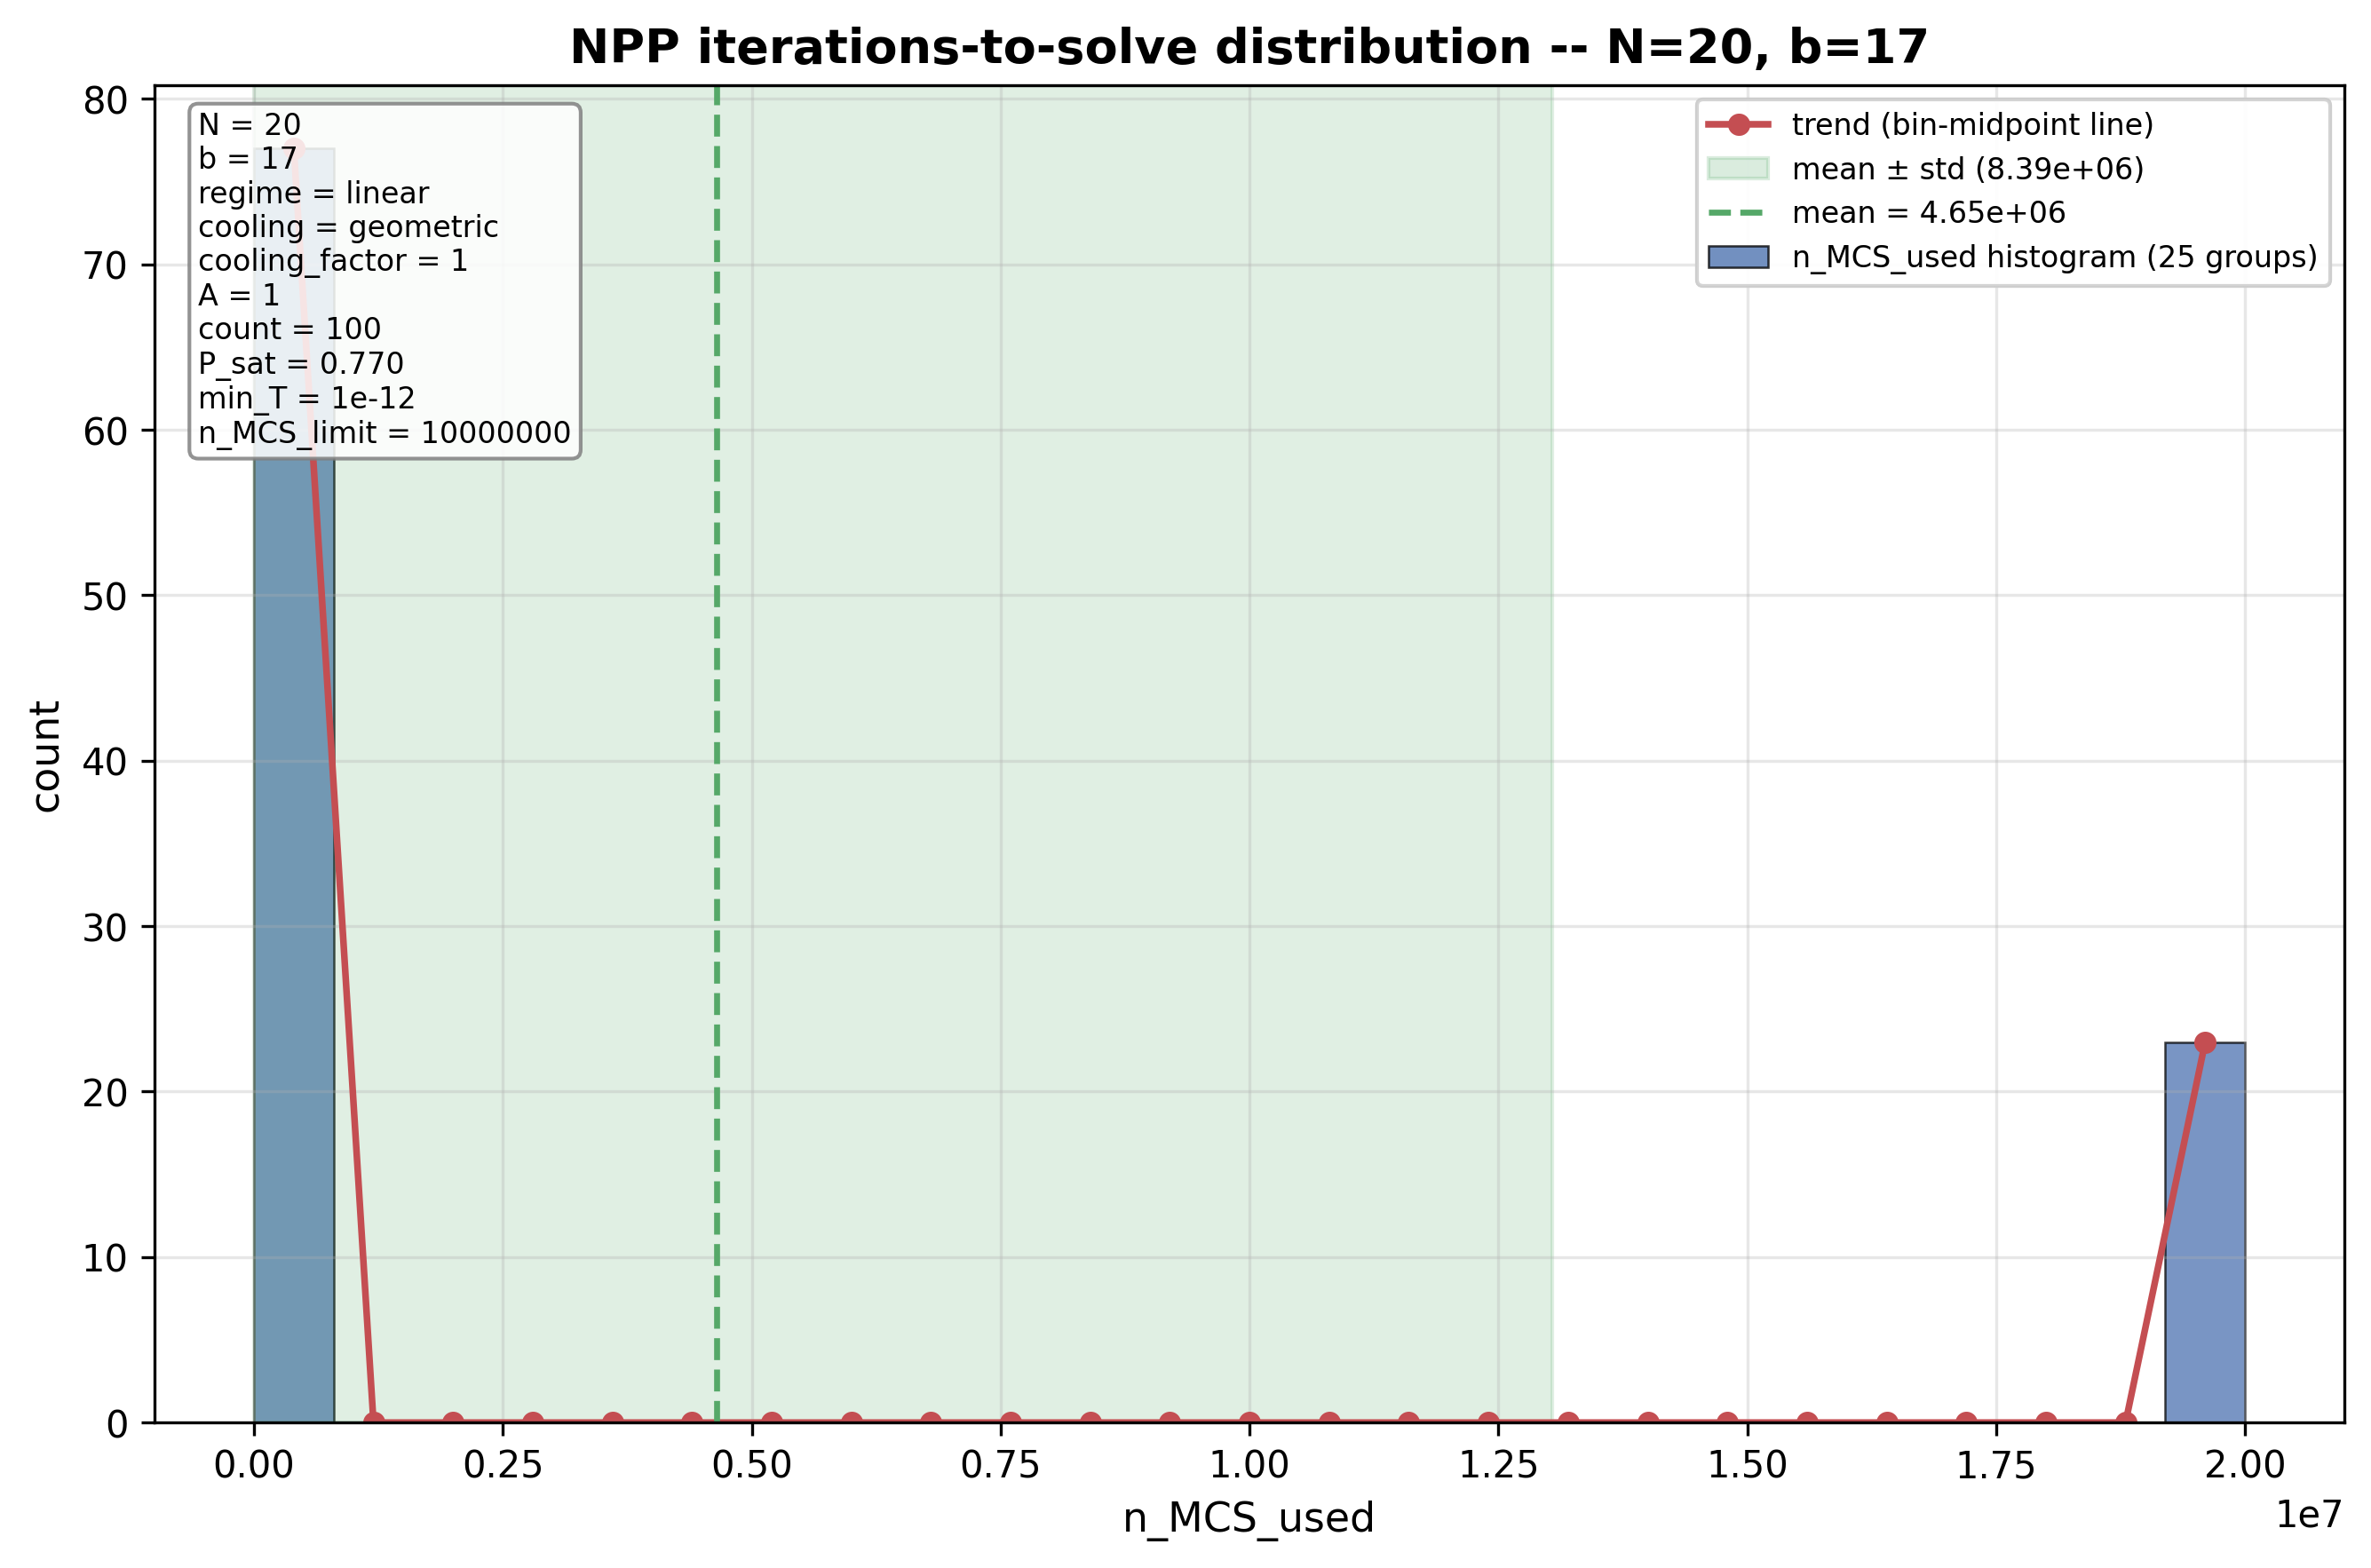 NPP iterations-to-solve distribution -- N=20, b=17
N = 20
b = 17
regime = linear
cooling = geometric
cooling_factor = 1
A = 1
count = 100
P_sat = 0.770
min_T = 1e-12
n_MCS_limit = 10000000
trend (bin-midpoint line)
mean ± std (8.39e+06)
mean = 4.65e+06
n_MCS_used histogram (25 groups)
count
80
70
60
50
40
30
20
10
0
0.00 0.25 0.50 0.75 1.00 1.25 1.50 1.75 2.00
1e7
n_MCS_used